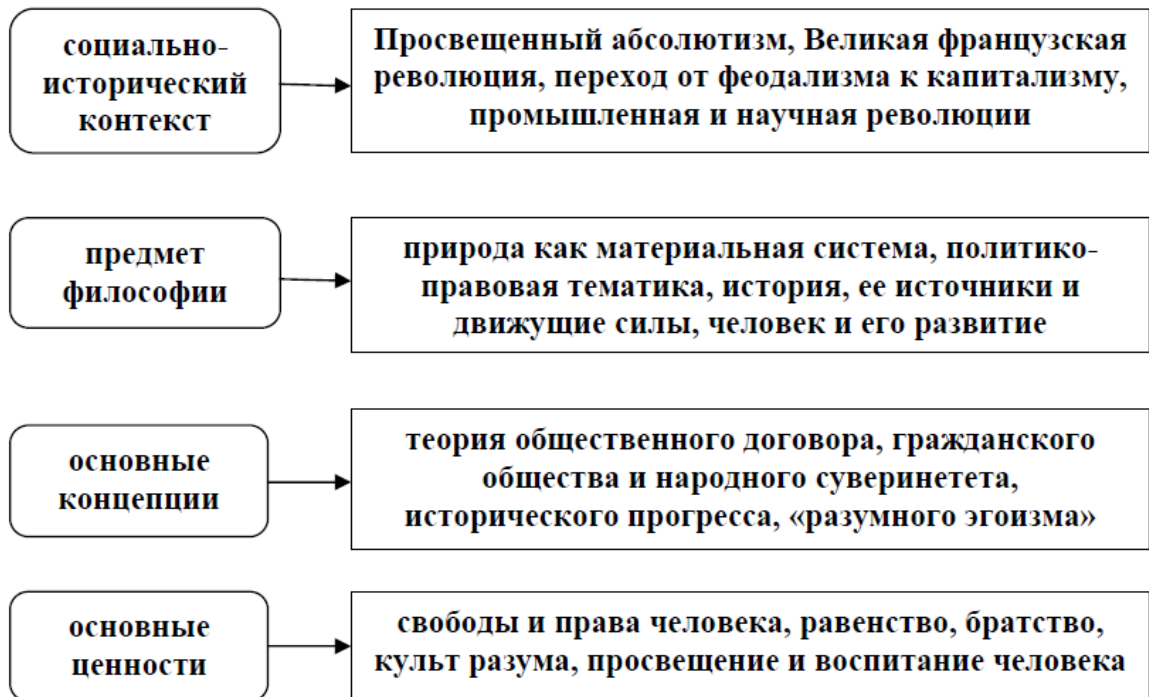 социально-
исторический
контекст
Просвещенный абсолютизм, Великая французская
революция, переход от феодализма к капитализму,
промышленная и научная революции
предмет
философии
природа как материальная система, политико-
правовая тематика, история, ее источники и
движущие силы, человек и его развитие
основные
концепции
теория общественного договора, гражданского
общества и народного суверинетета,
исторического прогресса, «разумного эгоизма»
основные
ценности
свободы и права человека, равенство, братство,
культ разума, просвещение и воспитание человека